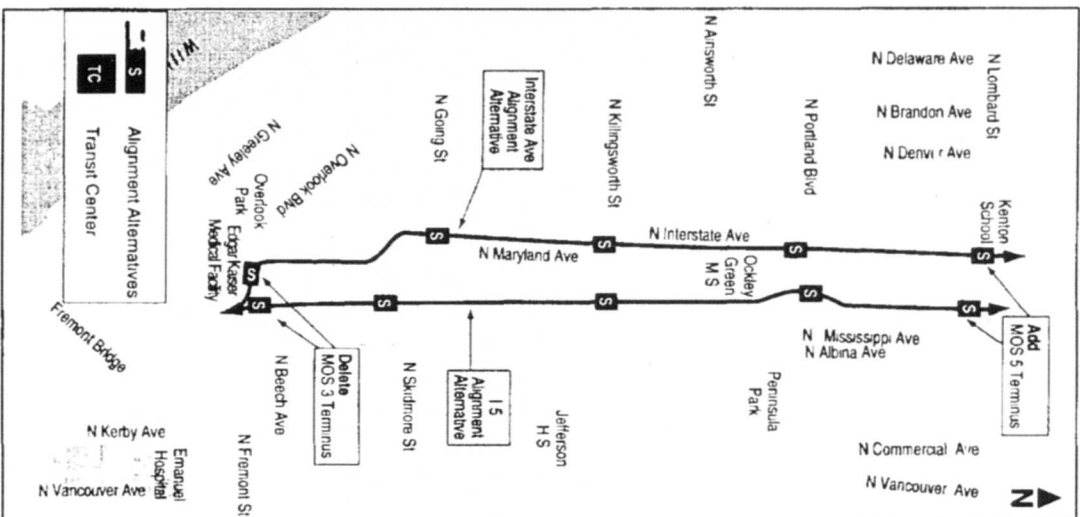 N Lombard St
N Delaware Ave
N Brandon Ave
N Denver Ave
Kenton
School
Add
MOS 5 Terminus
N Ainsworth St
N Portland Blvd
N Interstate Ave
Ockley
Green
M S
N Mississippi Ave
N Albina Ave
Peninsula
Park
N Commercial Ave
N Vancouver Ave
N
N Killingsworth St
Interstate Ave
Alignment
Alternative
N Going St
N Maryland Ave
I 5
Alignment
Alternative
Jefferson
H S
N Skidmore St
N Overlook Blvd
N Greeley Ave
Overlook
Park
Edgar Kaiser
Medical Facility
Delete
MOS 3 Terminus
N Beech Ave
N Fremont St
Fremont Bridge
N Kerby Ave
Emanuel
Hospital
N Vancouver Ave
Will
S
S
S
S
S
S
S
S
S
S
S Alignment Alternatives
TC Transit Center